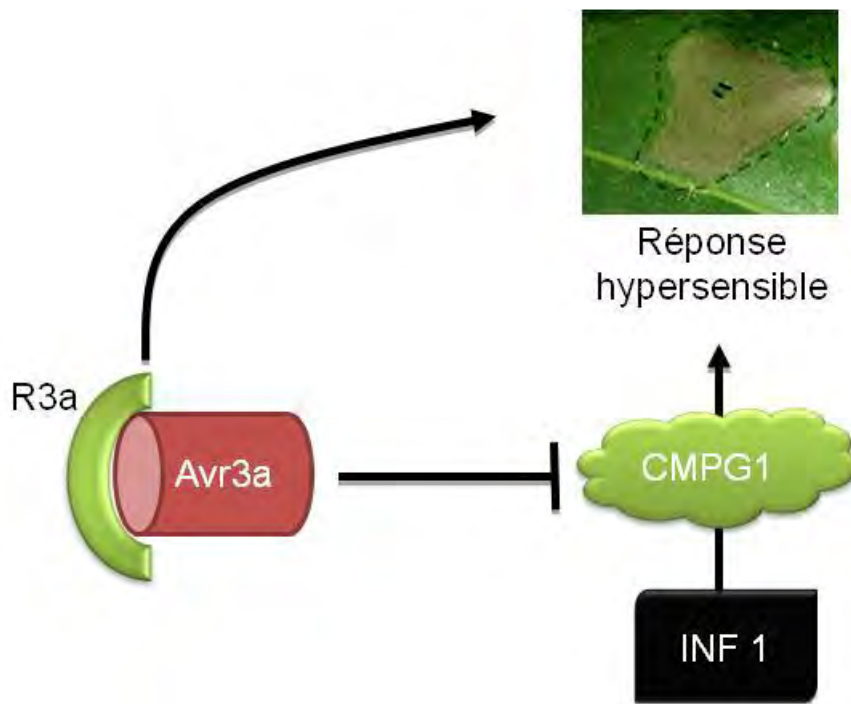 Réponse
hypersensible
R3a
Avr3a
CMPG1
INF 1